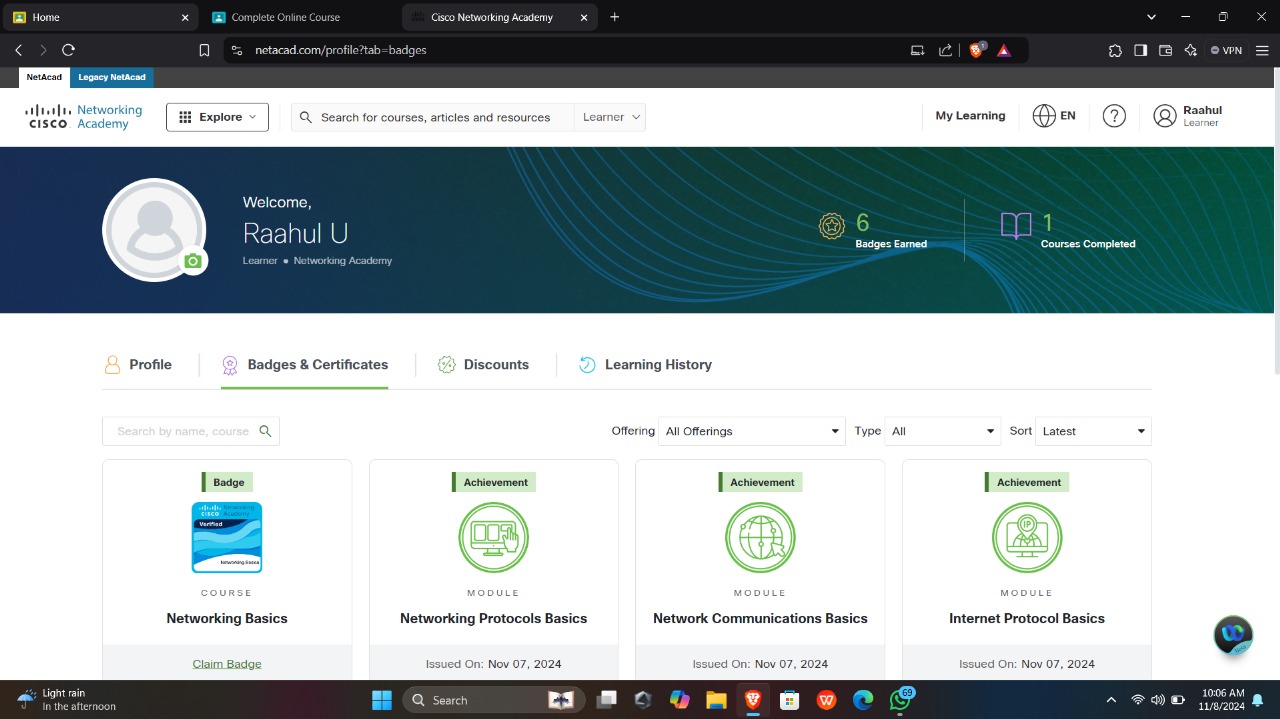 Home
Complete Online Course
Cisco Networking Academy
netacad.com/profile?tab=badges
1
VPN
NetAcad
Legacy NetAcad
CISCO
Networking
Academy
Explore
Search for courses, articles and resources
Learner
My Learning
EN
?
Raahul
Learner
Welcome,
Raahul U
Learner • Networking Academy
6
Badges Earned
1
Courses Completed
Profile
Badges & Certificates
Discounts
Learning History
Search by name, course
Offering
All Offerings
Type
All
Sort
Latest
Badge
CISCO Networking Academy
Verified
Networking Basics
COURSE
Networking Basics
Claim Badge
Achievement
MODULE
Networking Protocols Basics
Issued On: Nov 07, 2024
Achievement
MODULE
Network Communications Basics
Issued On: Nov 07, 2024
Achievement
IP
MODULE
Internet Protocol Basics
Issued On: Nov 07, 2024
Light rain
In the afternoon
Search
69
10:06 AM
11/8/2024